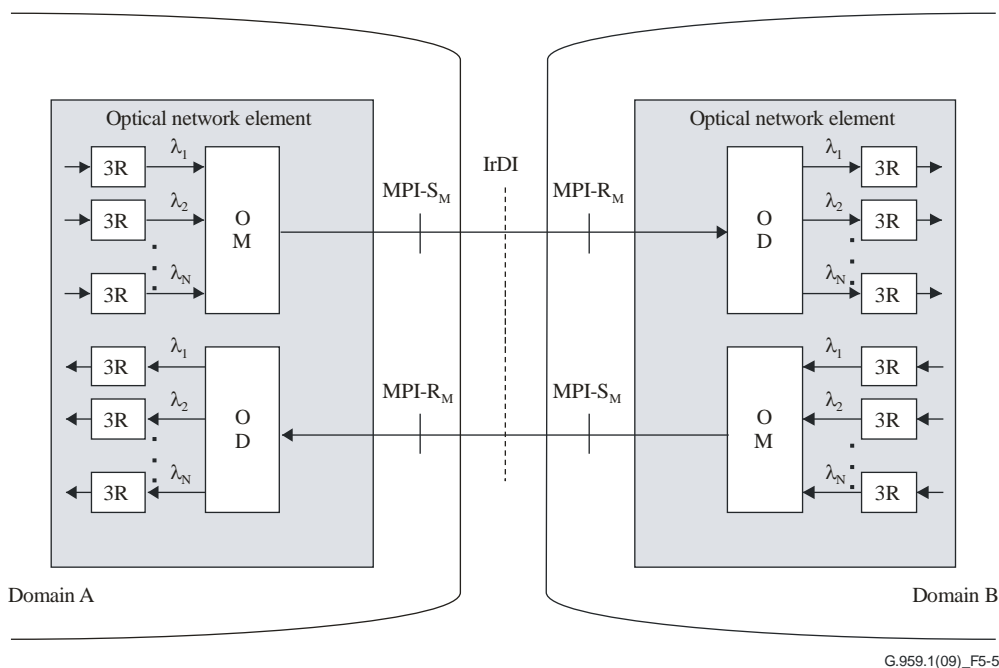 Optical network element
3R
λ1
3R
λ2
3R
λN
O
M
3R
λ1
3R
λ2
3R
λN
O
D
MPI-SM
IrDI
MPI-RM
MPI-RM
MPI-SM
Optical network element
O
D
λ1
3R
λ2
3R
λN
3R
O
M
λ1
3R
λ2
3R
λN
3R
Domain A
Domain B
G.959.1(09)_F5-5